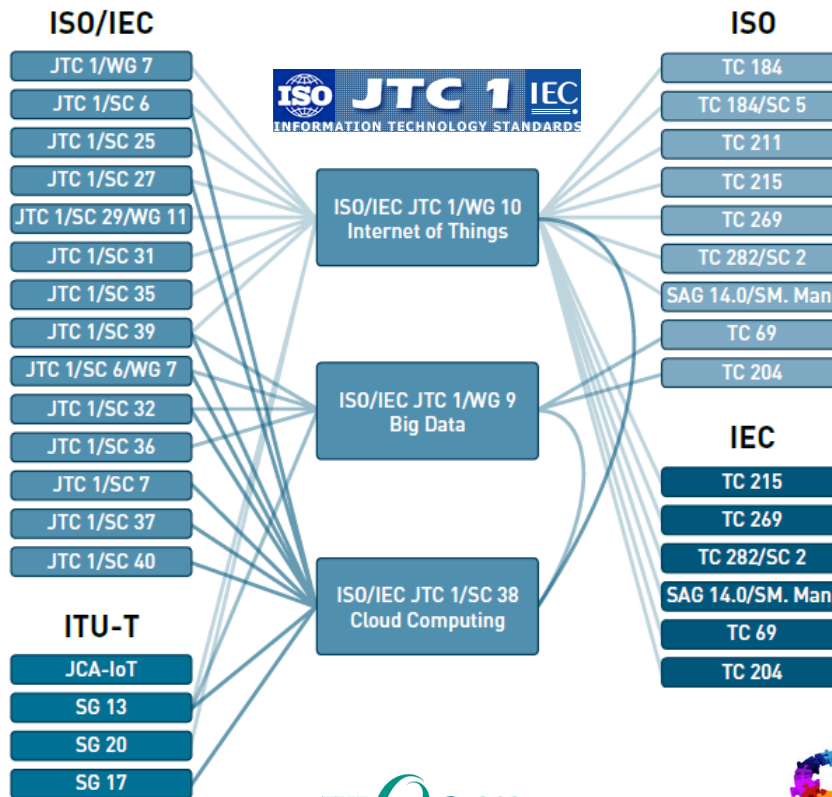 ISO/IEC
JTC 1/WG 7
JTC 1/SC 6
JTC 1/SC 25
JTC 1/SC 27
JTC 1/SC 29/WG 11
JTC 1/SC 31
JTC 1/SC 35
JTC 1/SC 39
JTC 1/SC 6/WG 7
JTC 1/SC 32
JTC 1/SC 36
JTC 1/SC 7
JTC 1/SC 37
JTC 1/SC 40
ITU-T
JCA-IoT
SG 13
SG 20
SG 17
ISO JTC 1 IEC
INFORMATION TECHNOLOGY STANDARDS
ISO/IEC JTC 1/WG 10
Internet of Things
ISO/IEC JTC 1/WG 9
Big Data
ISO/IEC JTC 1/SC 38
Cloud Computing
ISO
TC 184
TC 184/SC 5
TC 211
TC 215
TC 269
TC 282/SC 2
SAG 14.0/SM. Man
TC 69
TC 204
IEC
TC 215
TC 269
TC 282/SC 2
SAG 14.0/SM. Man
TC 69
TC 204